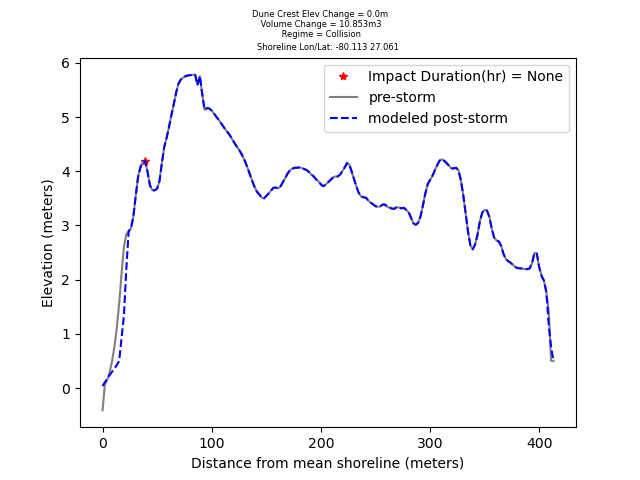 Dune Crest Elev Change = 0.0m
Volume Change = 10.853m3
Regime = Collision
Shoreline Lon/Lat: -80.113 27.061
Impact Duration(hr) = None
pre-storm
modeled post-storm
6
5
4
3
2
1
0
Elevation (meters)
0 100 200 300 400
Distance from mean shoreline (meters)